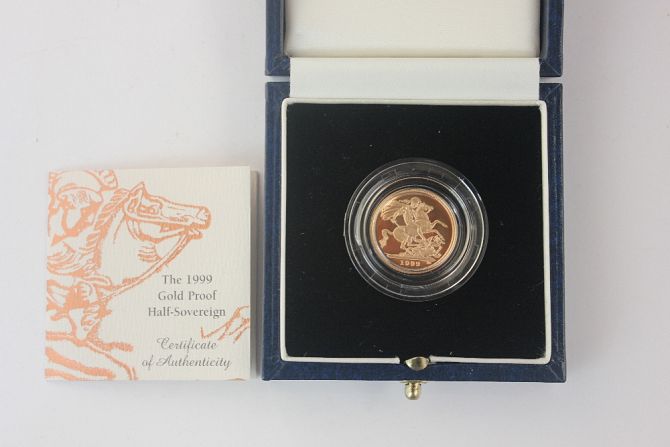 The 1999
Gold Proof
Half-Sovereign
Certificate
of Authenticity
1999